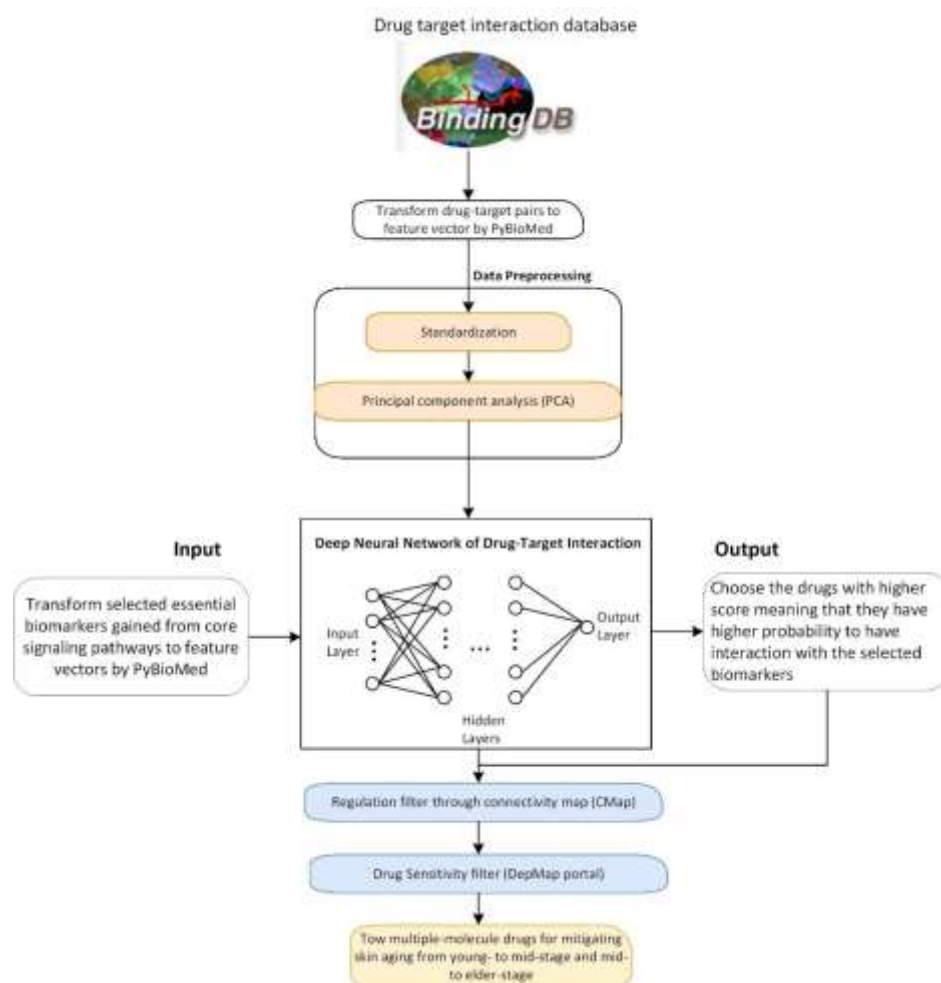 Drug target interaction database
Binding DB
Transform drug-target pairs to
feature vector by PyBioMed
Data Preprocessing
Standardization
Principal component analysis (PCA)
Input
Transform selected essential
biomarkers gained from core
signaling pathways to feature
vectors by PyBioMed
Deep Neural Network of Drug-Target Interaction
Input
Layer
...
Hidden
Layers
Output
Layer
Output
Choose the drugs with higher
score meaning that they have
higher probability to have
interaction with the selected
biomarkers
Regulation filter through connectivity map (CMap)
Drug Sensitivity filter (DepMap portal)
Tow multiple-molecule drugs for mitigating
skin aging from young- to mid-stage and mid-
to elder-stage